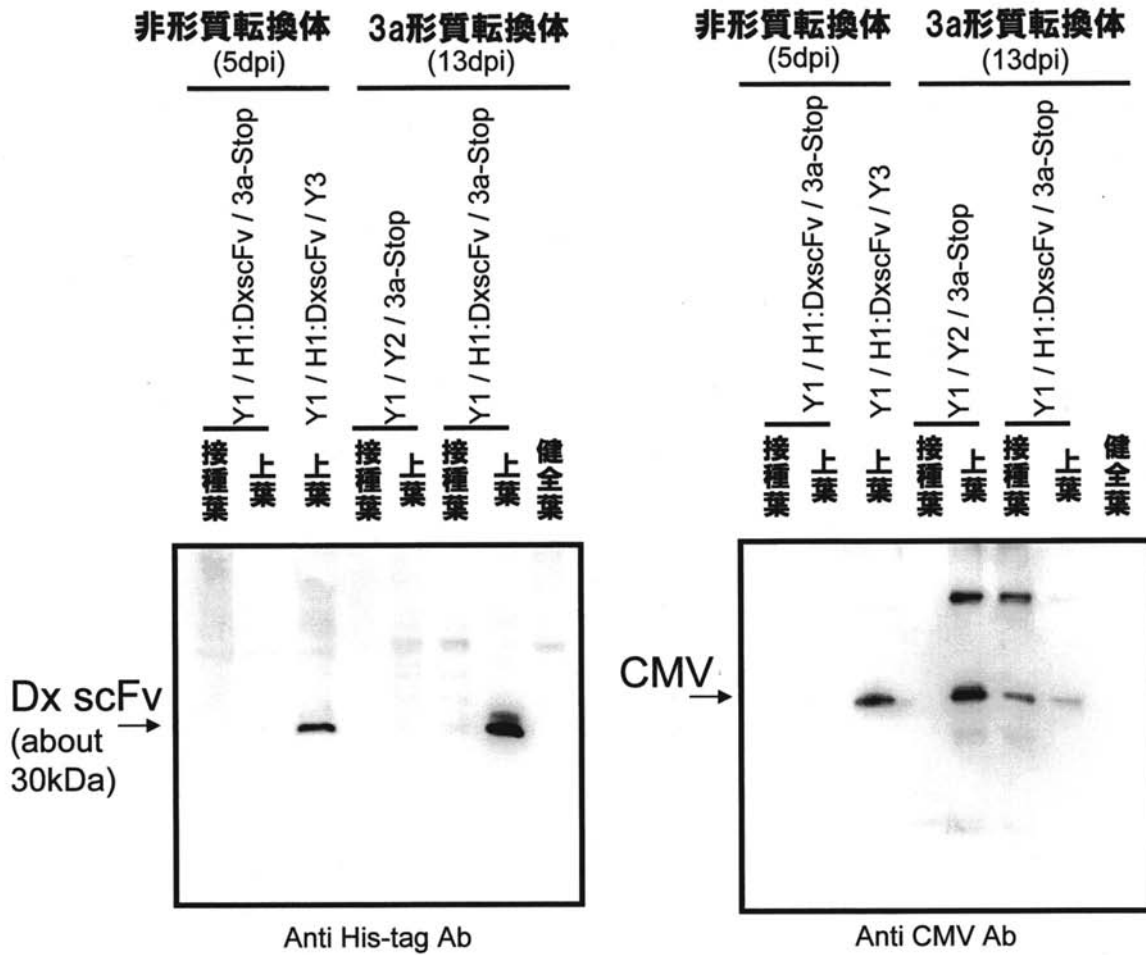 非形質転換体
(5dpi)
3a形質転換体
(13dpi)
Y1 / H1:DxscFv / 3a-Stop
Y1 / H1:DxscFv / Y3
Y1 / Y2 / 3a-Stop
Y1 / H1:DxscFv / 3a-Stop
接種葉
上葉
上葉
接種葉
上葉
接種葉
上葉
健全葉
Dx scFv
(about
30kDa)
Anti His-tag Ab
非形質転換体
(5dpi)
3a形質転換体
(13dpi)
Y1 / H1:DxscFv / 3a-Stop
Y1 / H1:DxscFv / Y3
Y1 / Y2 / 3a-Stop
Y1 / H1:DxscFv / 3a-Stop
接種葉
上葉
上葉
接種葉
上葉
接種葉
上葉
健全葉
CMV
Anti CMV Ab